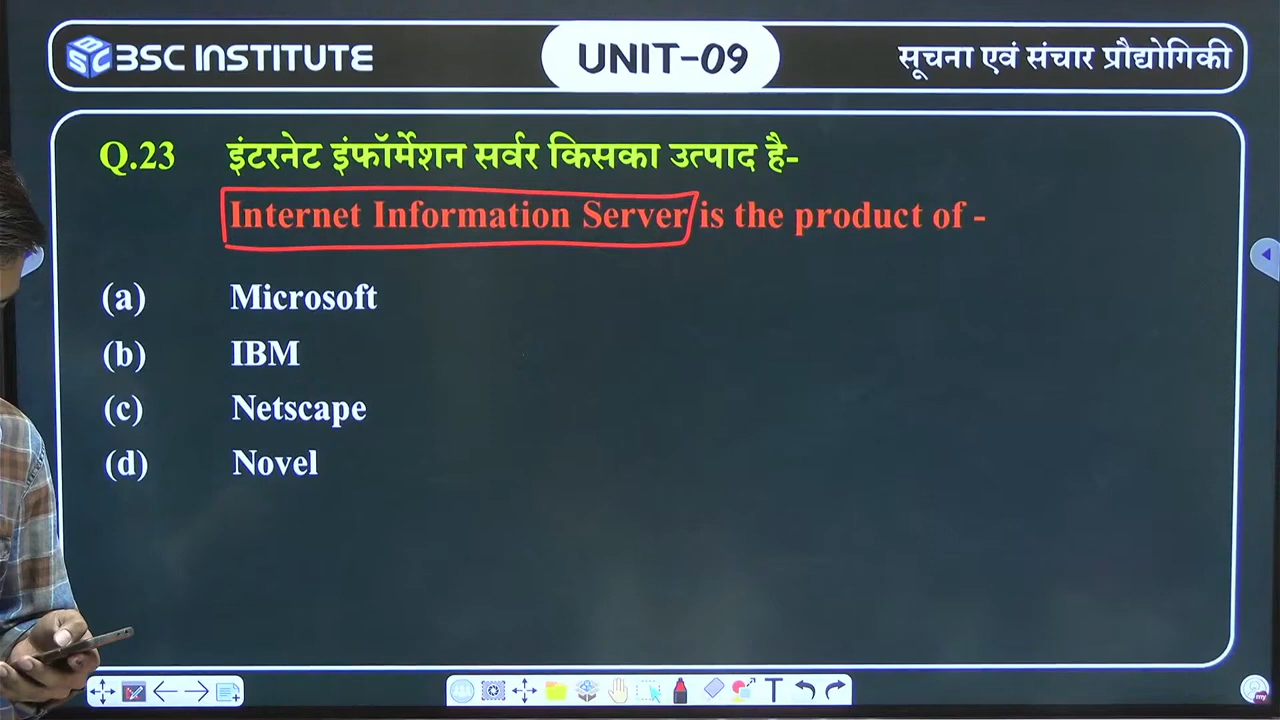 BSC INSTITUTE
UNIT-09
सूचना एवं संचार प्रौद्योगिकी
Q.23 इंटरनेट इंफॉर्मेशन सर्वर किसका उत्पाद है-
Internet Information Server is the product of -
(a) Microsoft
(b) IBM
(c) Netscape
(d) Novel